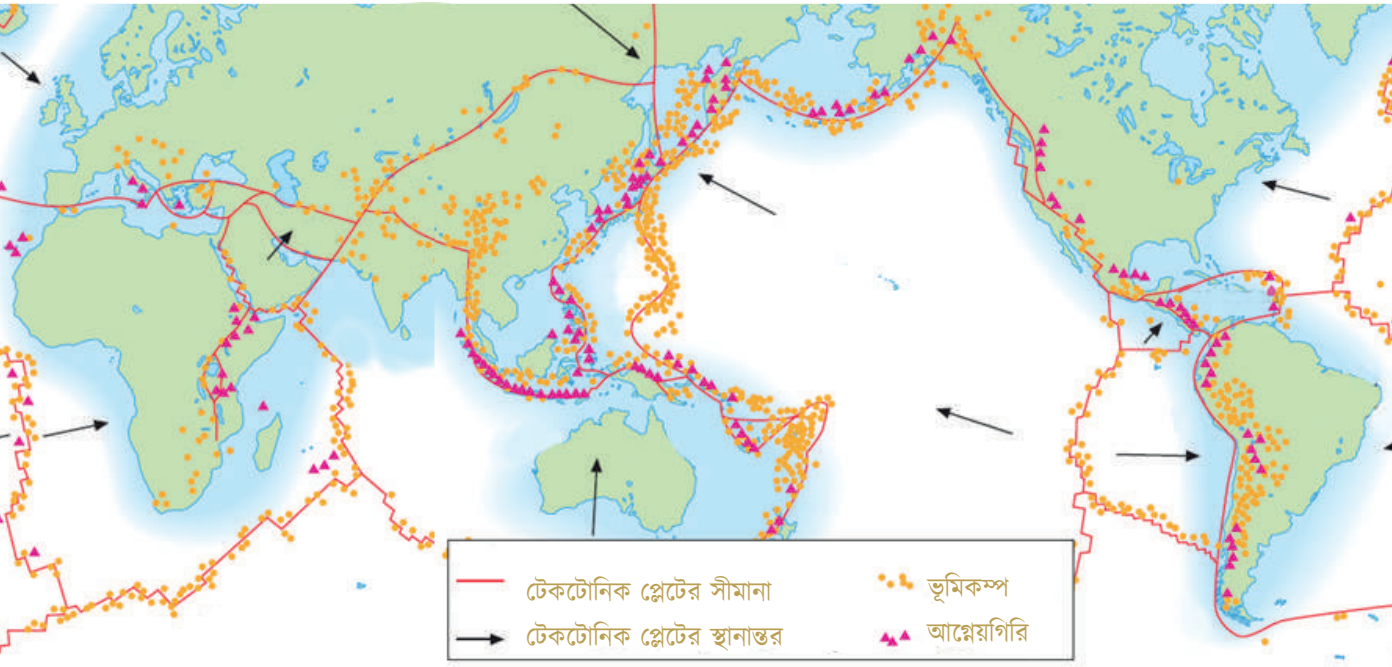 টেকটোনিক প্লেটের সীমানা
ভূমিকম্প
টেকটোনিক প্লেটের স্থানান্তর
আগ্নেয়গিরি